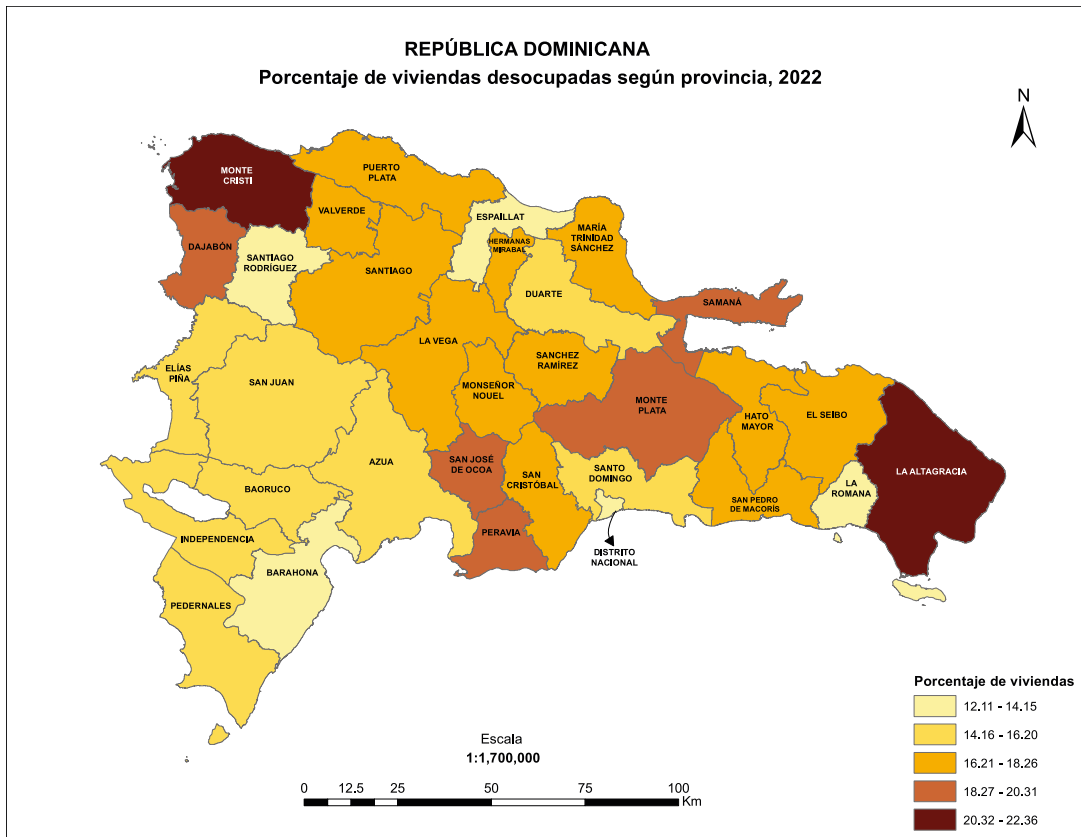 REPÚBLICA DOMINICANA
Porcentaje de viviendas desocupadas según provincia, 2022
N
MONTE
CRISTI
PUERTO
PLATA
VALVERDE
ESPAILLAT
MARÍA
TRINIDAD
SÁNCHEZ
HERMANAS
MIRABAL
DAJABÓN
SANTIAGO
RODRÍGUEZ
SANTIAGO
DUARTE
SAMANÁ
LA VEGA
SANCHEZ
RAMÍREZ
ELÍAS
PIÑA
SAN JUAN
MONSEÑOR
NOUEL
MONTE
PLATA
HATO
MAYOR
EL SEIBO
AZUA
SAN JOSÉ
DE OCOA
SAN
CRISTÓBAL
SANTO
DOMINGO
LA
ROMANA
LA ALTAGRACIA
BAORUCO
SAN PEDRO
DE MACORÍS
PERAVIA
INDEPENDENCIA
DISTRITO
NACIONAL
BARAHONA
PEDERNALES
Porcentaje de viviendas
12.11 - 14.15
14.16 - 16.20
16.21 - 18.26
18.27 - 20.31
20.32 - 22.36
Escala
1:1,700,000
0 12.5 25 50 75 100
Km